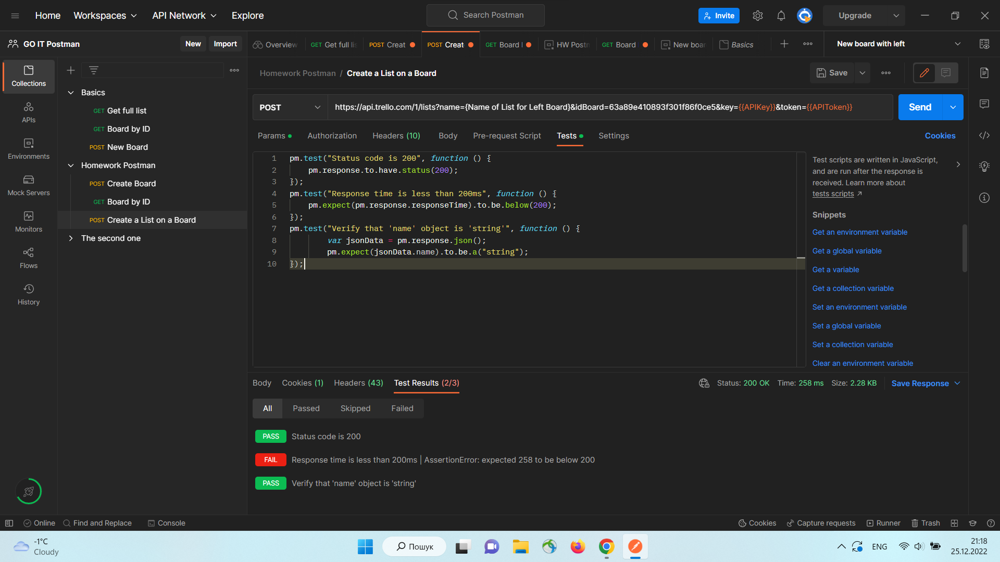 Home
Workspaces
API Network
Explore
Search Postman
Invite
Upgrade
GO IT Postman
New
Import
Overview
GET Get full lis
POST Creat
POST Creat
GET Board
HW Postm
GET Board
New boar
Basics
New board with left
Collections
APIs
Environments
Mock Servers
Monitors
Flows
History
Basics
GET Get full list
GET Board by ID
POST New Board
Homework Postman
POST Create Board
GET Board by ID
POST Create a List on a Board
The second one
Homework Postman / Create a List on a Board
Save
POST
https://api.trello.com/1/lists?name={Name of List for Left Board}&idBoard=63a89e410893f301f86f0ce5&key={{APIKey}}&token={{APIToken}}
Send
Params
Authorization
Headers (10)
Body
Pre-request Script
Tests
Settings
Cookies
1 pm.test("Status code is 200", function () {
2 pm.response.to.have.status(200);
3 });
4 pm.test("Response time is less than 200ms", function () {
5 pm.expect(pm.response.responseTime).to.be.below(200);
6 });
7 pm.test("Verify that 'name' object is 'string'", function () {
8 var jsonData = pm.response.json();
9 pm.expect(jsonData.name).to.be.a("string");
10 });
Test scripts are written in JavaScript,
and are run after the response is
received. Learn more about
tests scripts
Snippets
Get an environment variable
Get a global variable
Get a variable
Get a collection variable
Set an environment variable
Set a global variable
Set a collection variable
Clear an environment variable
Body
Cookies (1)
Headers (43)
Test Results (2/3)
Status: 200 OK
Time: 258 ms
Size: 2.28 KB
Save Response
All
Passed
Skipped
Failed
PASS Status code is 200
FAIL Response time is less than 200ms | AssertionError: expected 258 to be below 200
PASS Verify that 'name' object is 'string'
Online
Find and Replace
Console
Cookies
Capture requests
Runner
Trash
-1°C
Cloudy
Пошук
ENG
21:18
25.12.2022